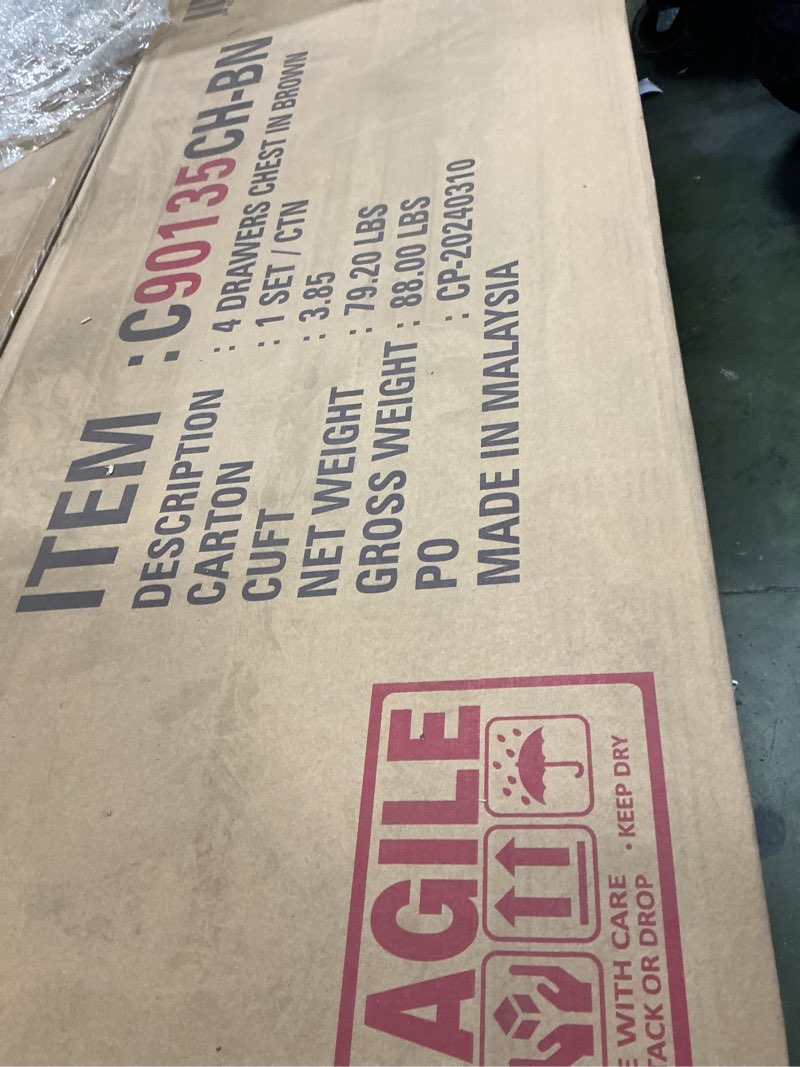 ITEM : C90135CH-BN
DESCRIPTION : 4 DRAWERS CHEST IN BROWN
CARTON : 1 SET / CTN
CUFT : 3.85
NET WEIGHT : 79.20 LBS
GROSS WEIGHT : 88.00 LBS
PO : CP-20240310
MADE IN MALAYSIA
AGILE
E WITH CARE • KEEP DRY
TACK OR DROP